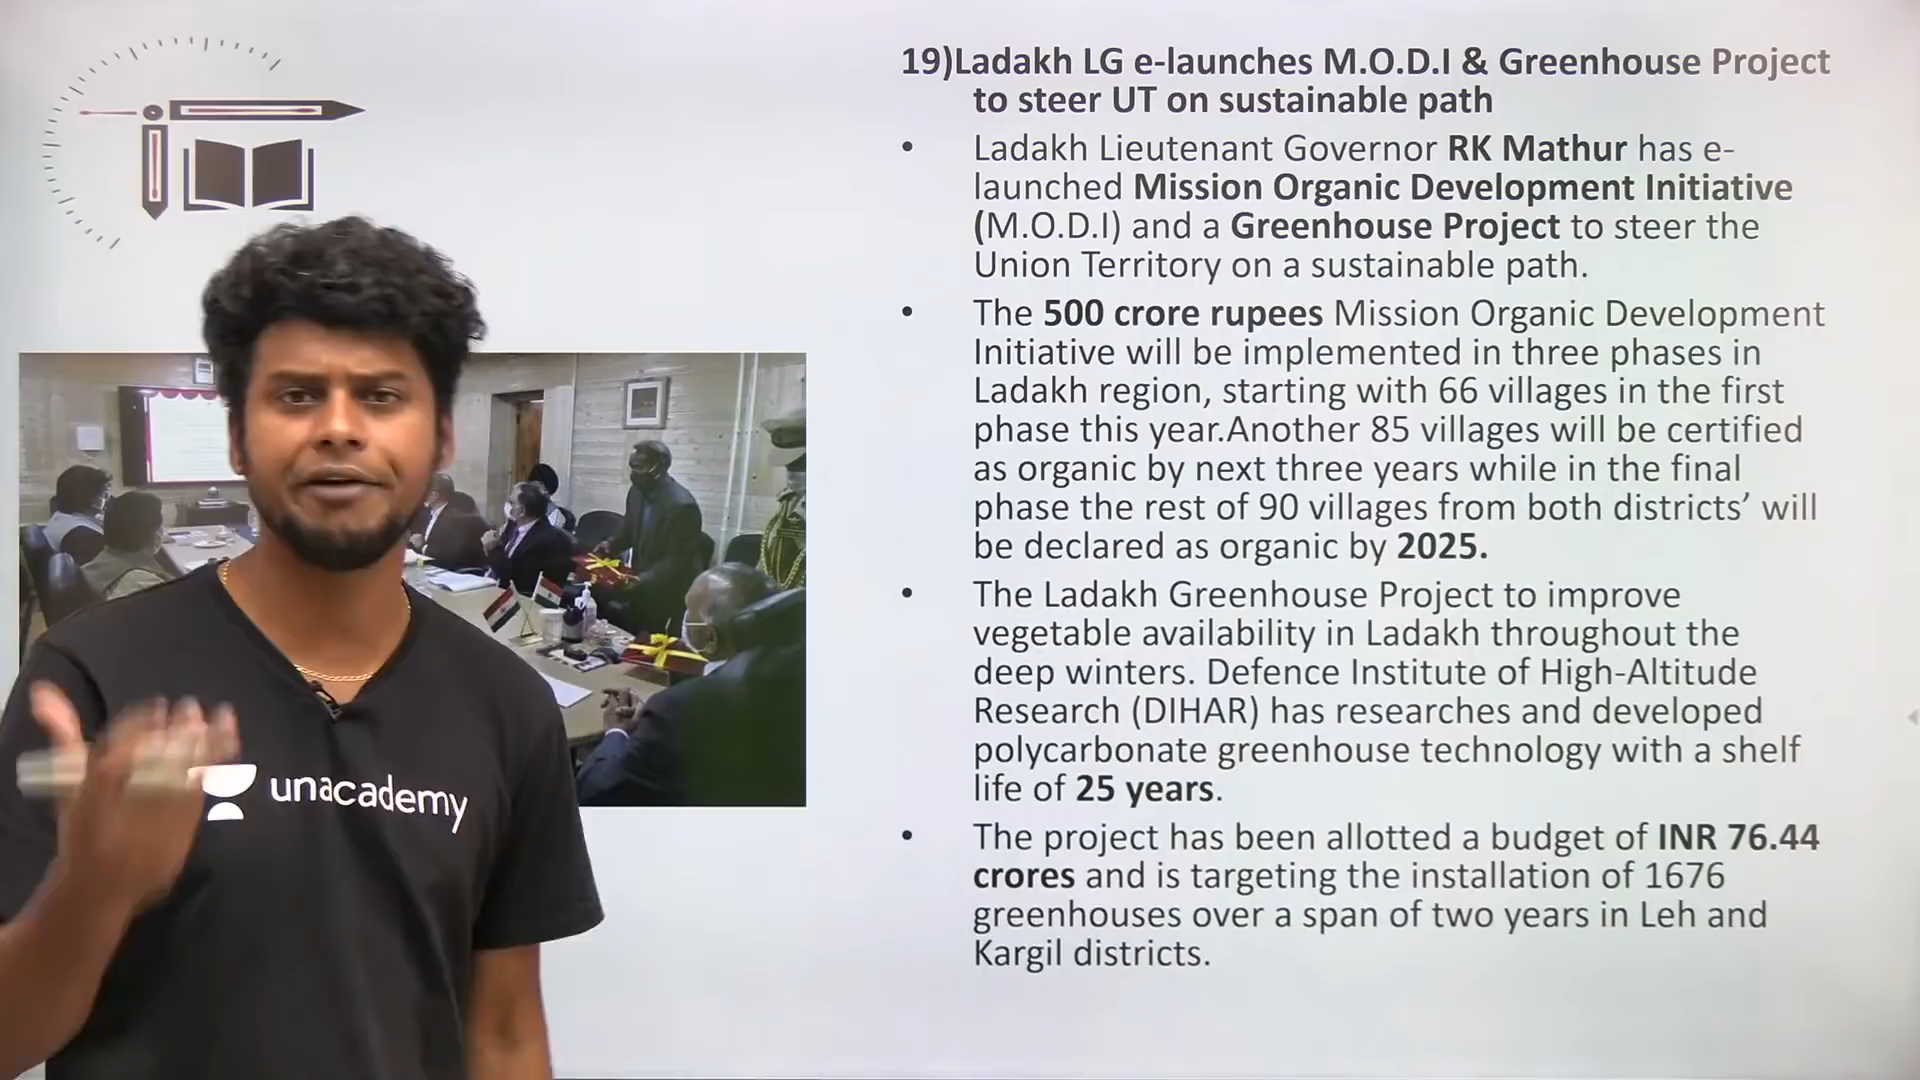 19)Ladakh LG e-launches M.O.D.I & Greenhouse Project
to steer UT on sustainable path
• Ladakh Lieutenant Governor RK Mathur has e-
launched Mission Organic Development Initiative
(M.O.D.I) and a Greenhouse Project to steer the
Union Territory on a sustainable path.
• The 500 crore rupees Mission Organic Development
Initiative will be implemented in three phases in
Ladakh region, starting with 66 villages in the first
phase this year.Another 85 villages will be certified
as organic by next three years while in the final
phase the rest of 90 villages from both districts’ will
be declared as organic by 2025.
• The Ladakh Greenhouse Project to improve
vegetable availability in Ladakh throughout the
deep winters. Defence Institute of High-Altitude
Research (DIHAR) has researches and developed
polycarbonate greenhouse technology with a shelf
life of 25 years.
• The project has been allotted a budget of INR 76.44
crores and is targeting the installation of 1676
greenhouses over a span of two years in Leh and
Kargil districts.
unacademy